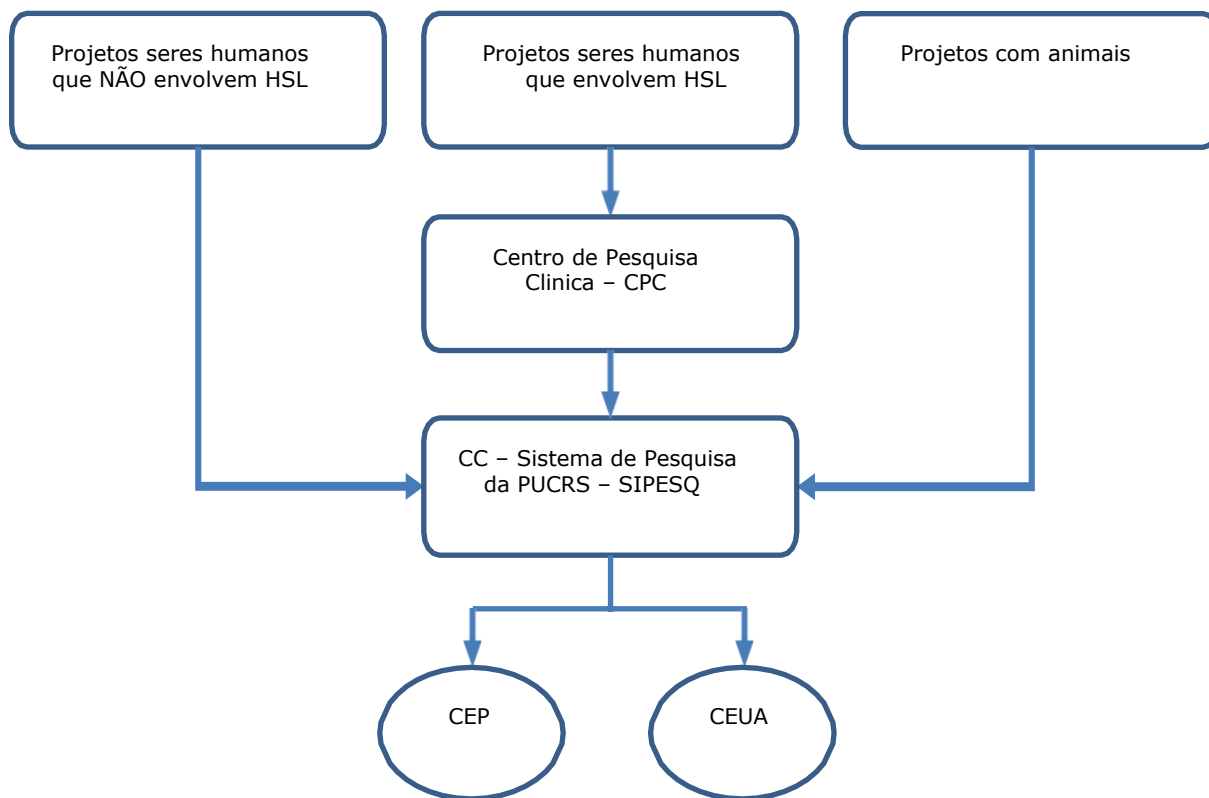 Projetos seres humanos
que NÃO envolvem HSL
Projetos seres humanos
que envolvem HSL
Projetos com animais
Centro de Pesquisa
Clinica – CPC
CC – Sistema de Pesquisa
da PUCRS – SIPESQ
CEP
CEUA